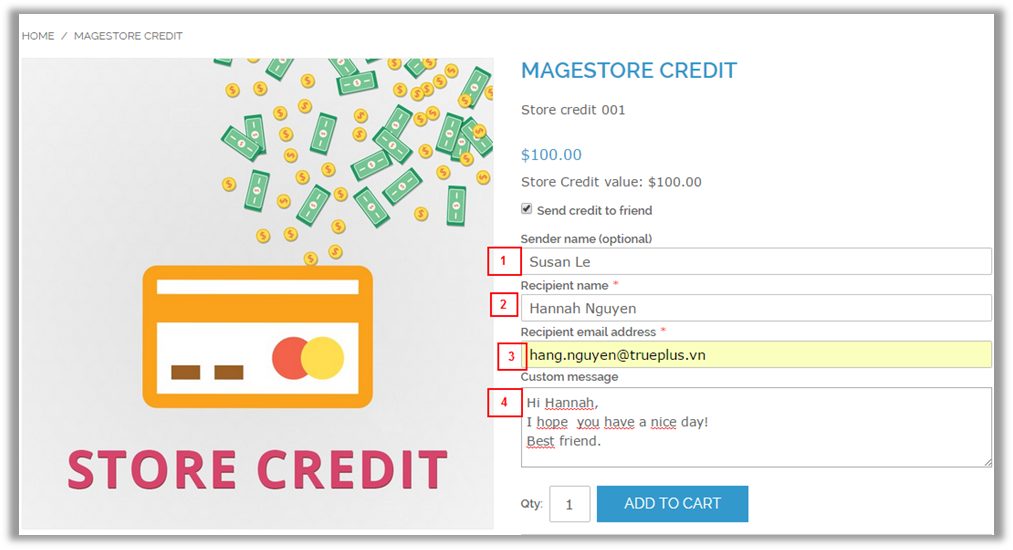 HOME / MAGESTORE CREDIT
STORE CREDIT
MAGESTORE CREDIT
Store credit 001
$100.00
Store Credit value: $100.00
Send credit to friend
Sender name (optional)
1 Susan Le
Recipient name *
2 Hannah Nguyen
Recipient email address *
3 hang.nguyen@trueplus.vn
Custom message
4 Hi Hannah,
I hope  you have a nice day!
Best friend.
Qty: 1 ADD TO CART